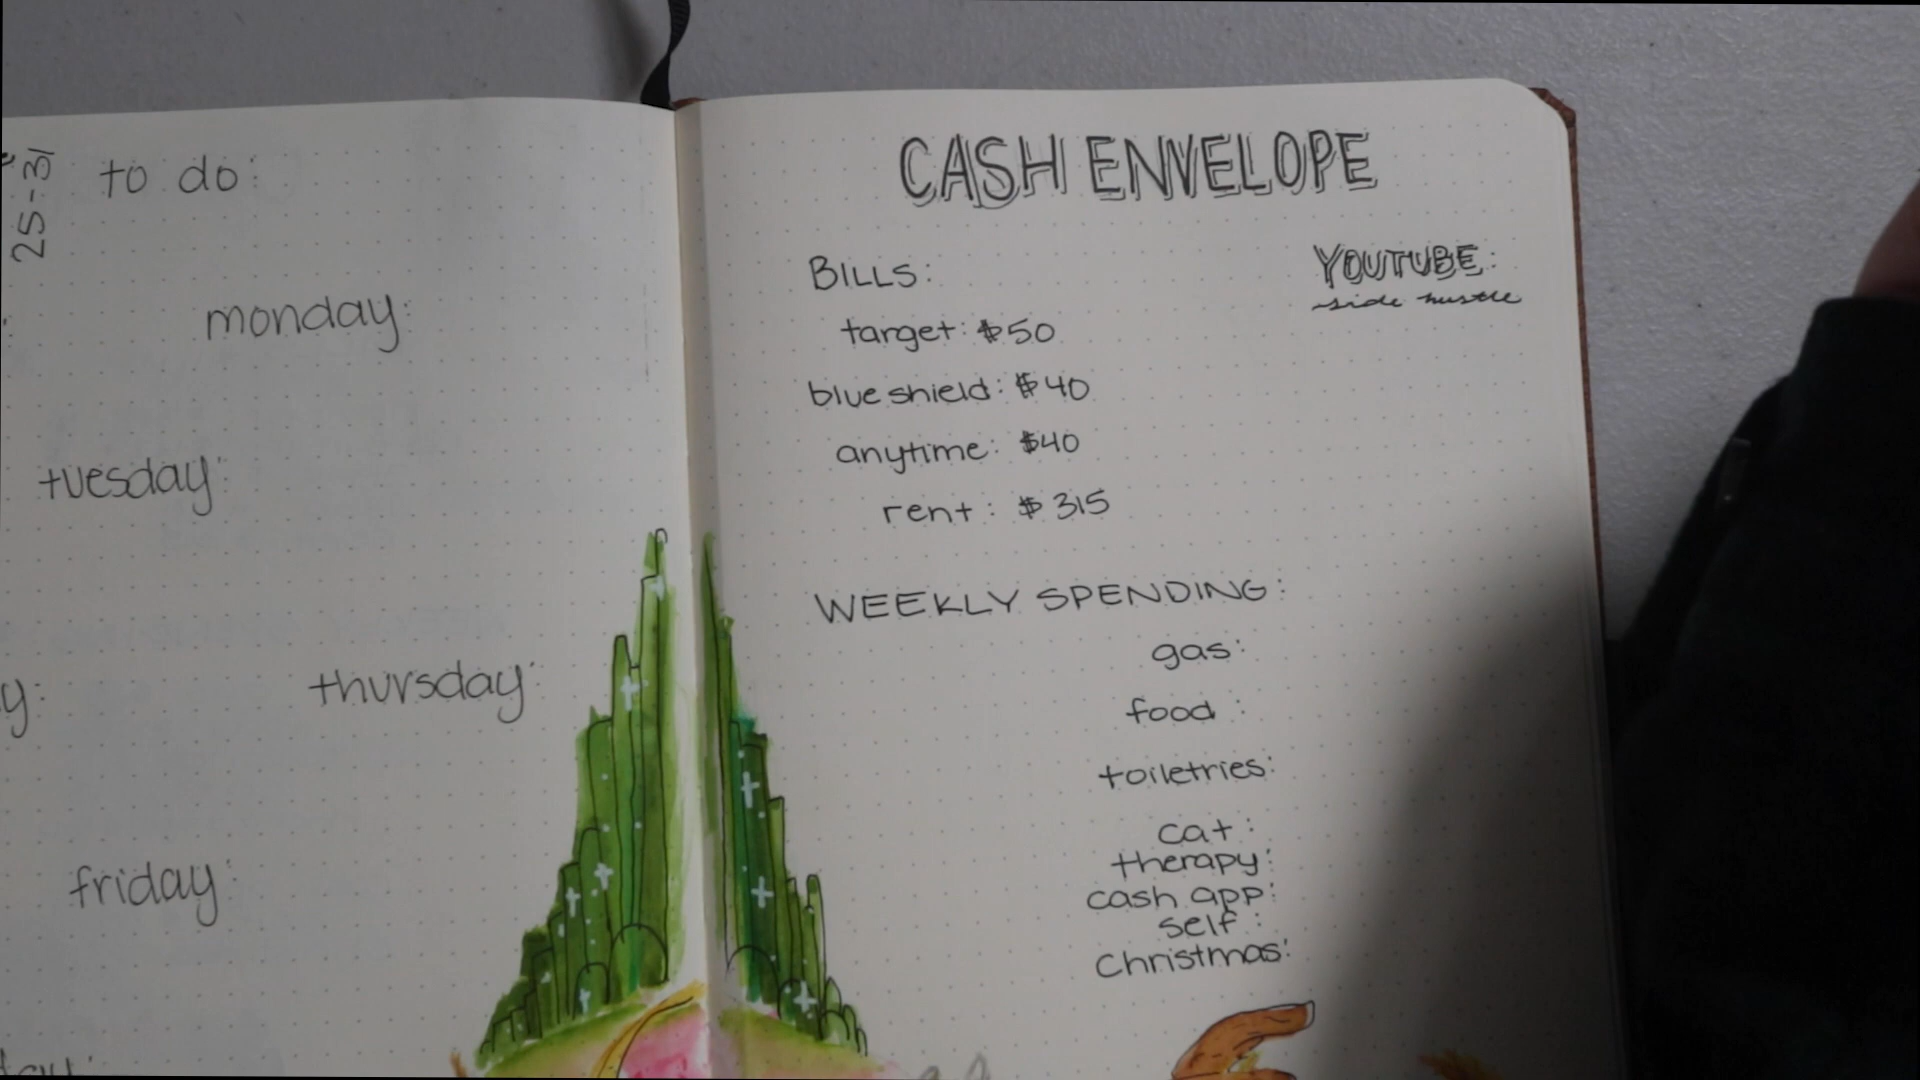 25-31
to do:
monday:
tuesday:
thursday:
friday:
CASH ENVELOPE
BILLS:
target: $50
blue shield: $40
anytime: $40
rent: $315
YOUTUBE:
side hustle
WEEKLY SPENDING:
gas:
food:
toiletries:
cat:
therapy:
cash app:
self:
Christmas: